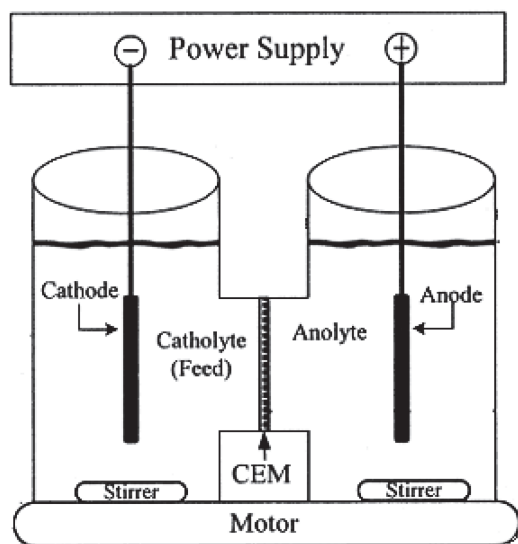 −
Power Supply
+
Cathode
Anode
Catholyte
(Feed)
Anolyte
CEM
Stirrer
Stirrer
Motor